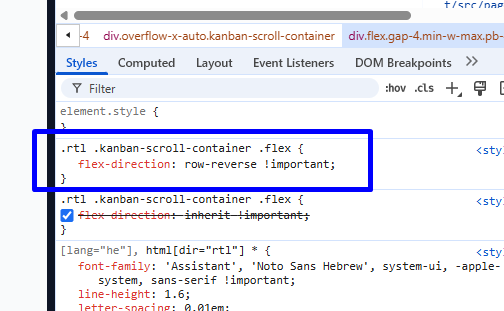 t/src/pag
-4 div.overflow-x-auto.kanban-scroll-container div.flex.gap-4.min-w-max.pb-
Styles Computed Layout Event Listeners DOM Breakpoints
Filter :hov .cls
element.style {
}
.rtl .kanban-scroll-container .flex { <sty
flex-direction: row-reverse !important;
}
.rtl .kanban-scroll-container .flex { <sty
flex-direction: inherit !important;
}
[lang="he"], html[dir="rtl"] * { <sty
font-family: 'Assistant', 'Noto Sans Hebrew', system-ui, -apple-
system, sans-serif !important;
line-height: 1.6;
letter-spacing: 0.01em;